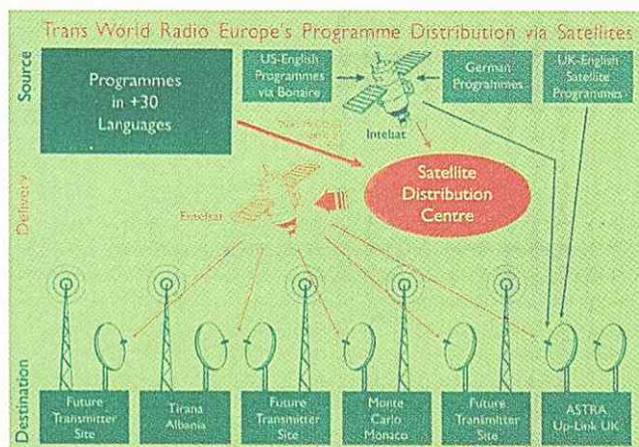 Trans World Radio Europe's Programme Distribution via Satellites
Source
Programmes
in +30
Languages
US-English
Programmes
via Bonaire
German
Programmes
UK-English
Satellite
Programmes
Intelsat
Delivery
Satellite
Distribution
Centre
Eutelsat
Destination
Future
Transmitter
Site
Tirana
Albania
Future
Transmitter
Site
Monte
Carlo
Monaco
Future
Transmitter
Site
ASTRA
Up-Link UK